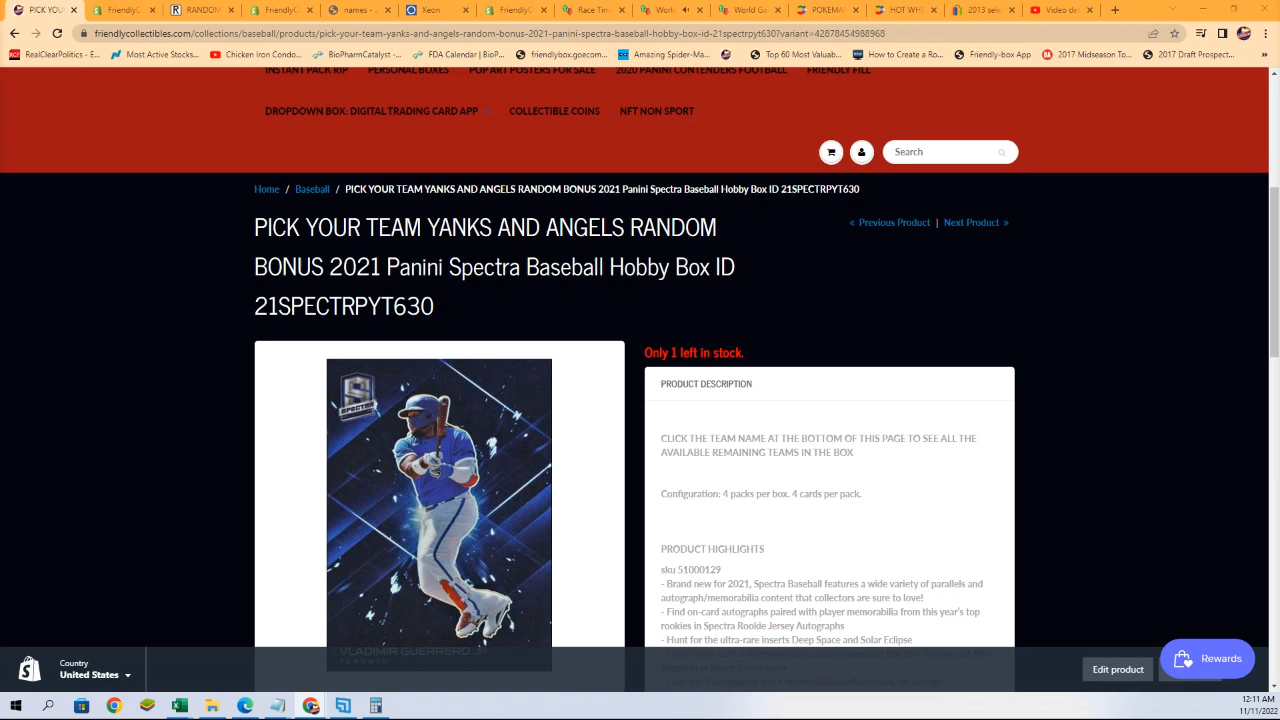 PICK YO
FriendlyC
RANDOM
FriendlyC
names -
Xeon
FriendlyC
Race Time
World
World Ga
POKEMA
HOT WH
2013 sele
Video de
friendlycollectibles.com/collections/baseball/products/pick-your-team-yanks-and-angels-random-bonus-2021-panini-spectra-baseball-hobby-box-id-21spectrpyt630?variant=42878454988968
RealClearPolitics - E... Most Active Stocks... Chicken Iron Condo... BioPharmCatalyst -... FDA Calendar | BioP... friendlybox.goecom... Amazing Spider-Ma... Top 60 Most Valuab... How to Create a Ro... Friendly-box App 2017 Midseason To... 2017 Draft Prospect...
INSTANT PACK RIP PERSONAL BOXES POP ART POSTERS FOR SALE 2020 PANINI CONTENDERS FOOTBALL FRIENDLY FILL
DROPDOWN BOX: DIGITAL TRADING CARD APP COLLECTIBLE COINS NFT NON SPORT
Search
Home / Baseball / PICK YOUR TEAM YANKS AND ANGELS RANDOM BONUS 2021 Panini Spectra Baseball Hobby Box ID 21SPECTRPYT630
PICK YOUR TEAM YANKS AND ANGELS RANDOM
BONUS 2021 Panini Spectra Baseball Hobby Box ID
21SPECTRPYT630
« Previous Product | Next Product »
SPECTRA
VLADIMIR GUERRERO JR.
TORONTO
Only 1 left in stock.
PRODUCT DESCRIPTION
CLICK THE TEAM NAME AT THE BOTTOM OF THIS PAGE TO SEE ALL THE
AVAILABLE REMAINING TEAMS IN THE BOX
Configuration: 4 packs per box. 4 cards per pack.
PRODUCT HIGHLIGHTS
sku 51000129
- Brand new for 2021, Spectra Baseball features a wide variety of parallels and
autograph/memorabilia content that collectors are sure to love!
- Find on-card autographs paired with player memorabilia from this year's top
rookies in Spectra Rookie Jersey Autographs
- Hunt for the ultra-rare inserts Deep Space and Solar Eclipse
Country
United States
Edit product
Rewards
12:11 AM
11/11/2022